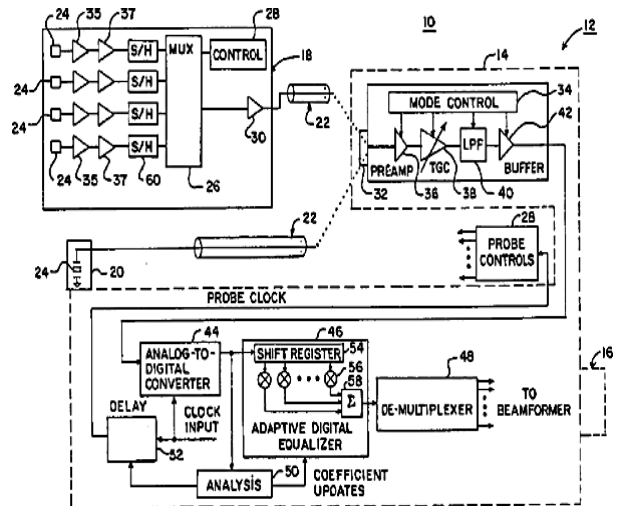 10
12
24
35
37
S/H
MUX
CONTROL
28
18
14
24
S/H
22
MODE CONTROL
34
42
24
S/H
30
LPF
32
PREAMP
36
TGC
38
40
BUFFER
24
35
37
S/H
60
26
22
28
PROBE CONTROLS
24
20
PROBE CLOCK
44
46
ANALOG-TO-
DIGITAL
CONVERTER
SHIFT REGISTER
54
56
58
Σ
48
DE-MULTIPLEXER
16
TO
BEAMFORMER
DELAY
52
CLOCK
INPUT
ADAPTIVE DIGITAL
EQUALIZER
ANALYSIS
50
COEFFICIENT
UPDATES